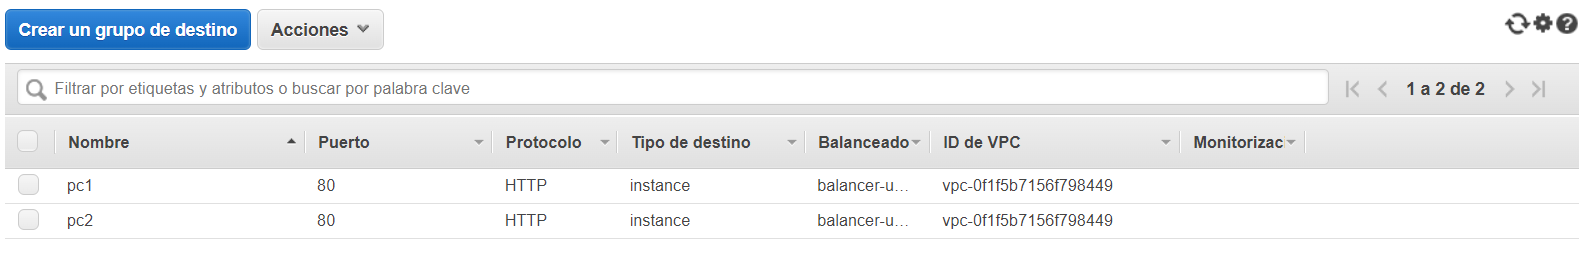 Crear un grupo de destino Acciones
Filtrar por etiquetas y atributos o buscar por palabra clave 1 a 2 de 2
Nombre Puerto Protocolo Tipo de destino Balanceado ID de VPC Monitorizac
pc1 80 HTTP instance balancer-u... vpc-0f1f5b7156f798449
pc2 80 HTTP instance balancer-u... vpc-0f1f5b7156f798449